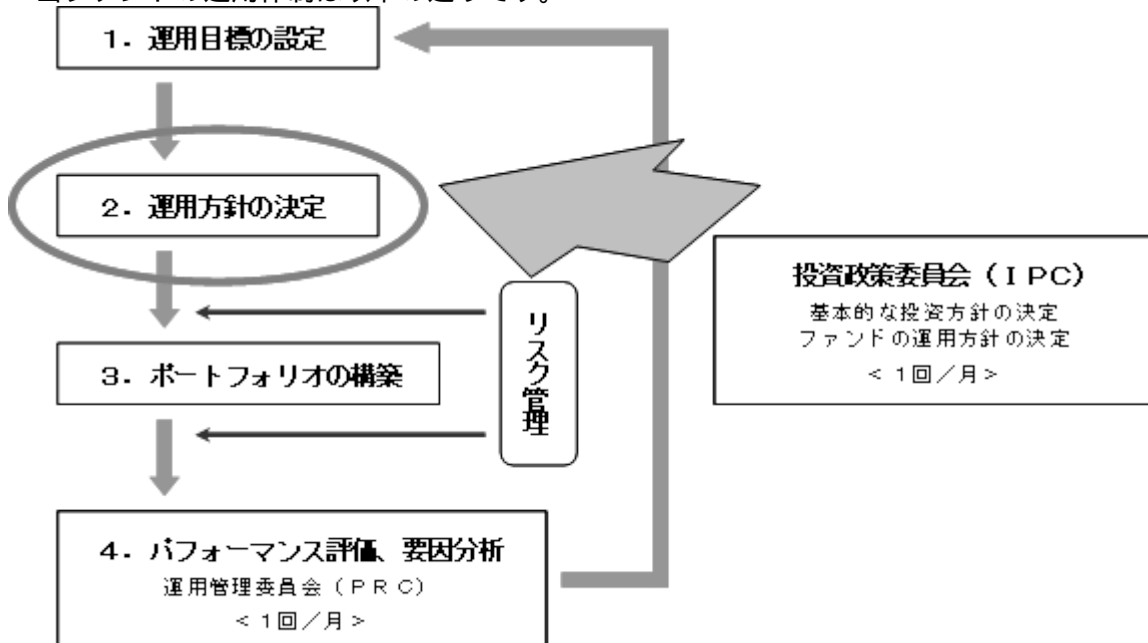 １．運用目標の設定
２．運用方針の決定
投資政策委員会（ＩＰＣ）
基本的な投資方針の決定
ファンドの運用方針の決定
＜１回／月＞
リスク管理
３．ポートフォリオの構築
４．パフォーマンス評価、要因分析
運用管理委員会（ＰＲＣ）
＜１回／月＞